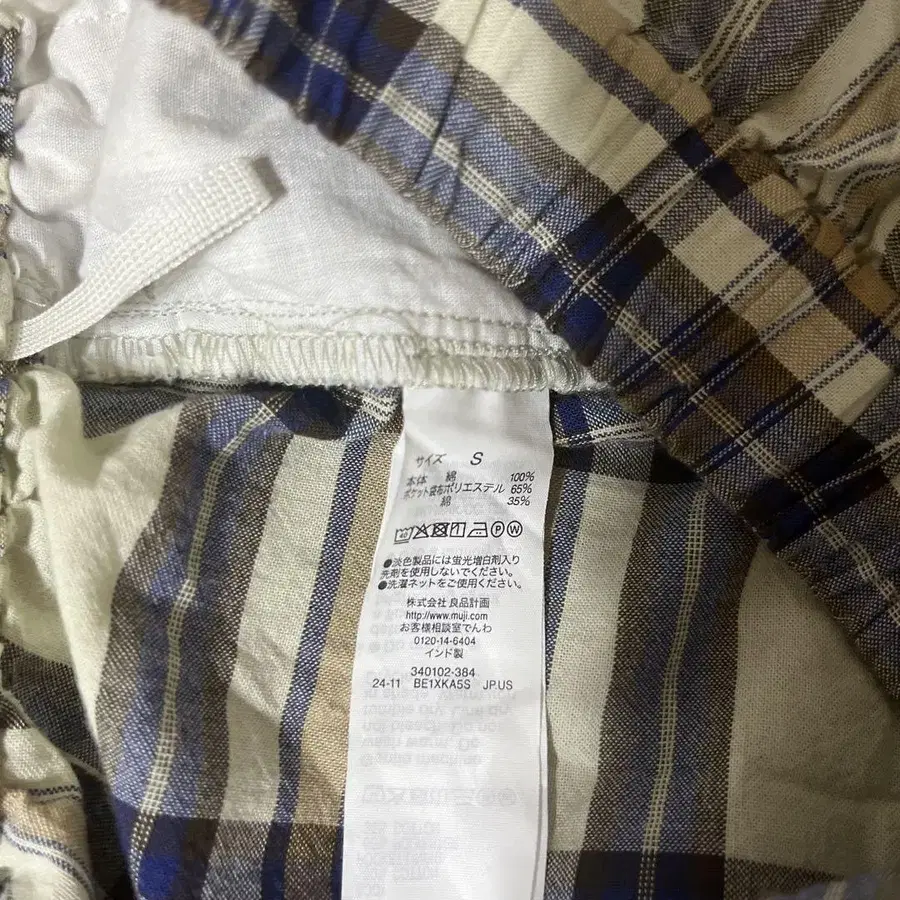 サイズ S
本体 綿 100%
ポケット袋布ポリエステル 65%
綿 35%
40 P W
●淡色製品には蛍光増白剤入り
洗剤を使用しないでください。
●洗濯ネットをご使用ください。
株式会社 良品計画
http://www.muji.com
お客様相談室でんわ
0120-14-6404
インド製
340102-384
24-11 BE1XKA5S JP.US